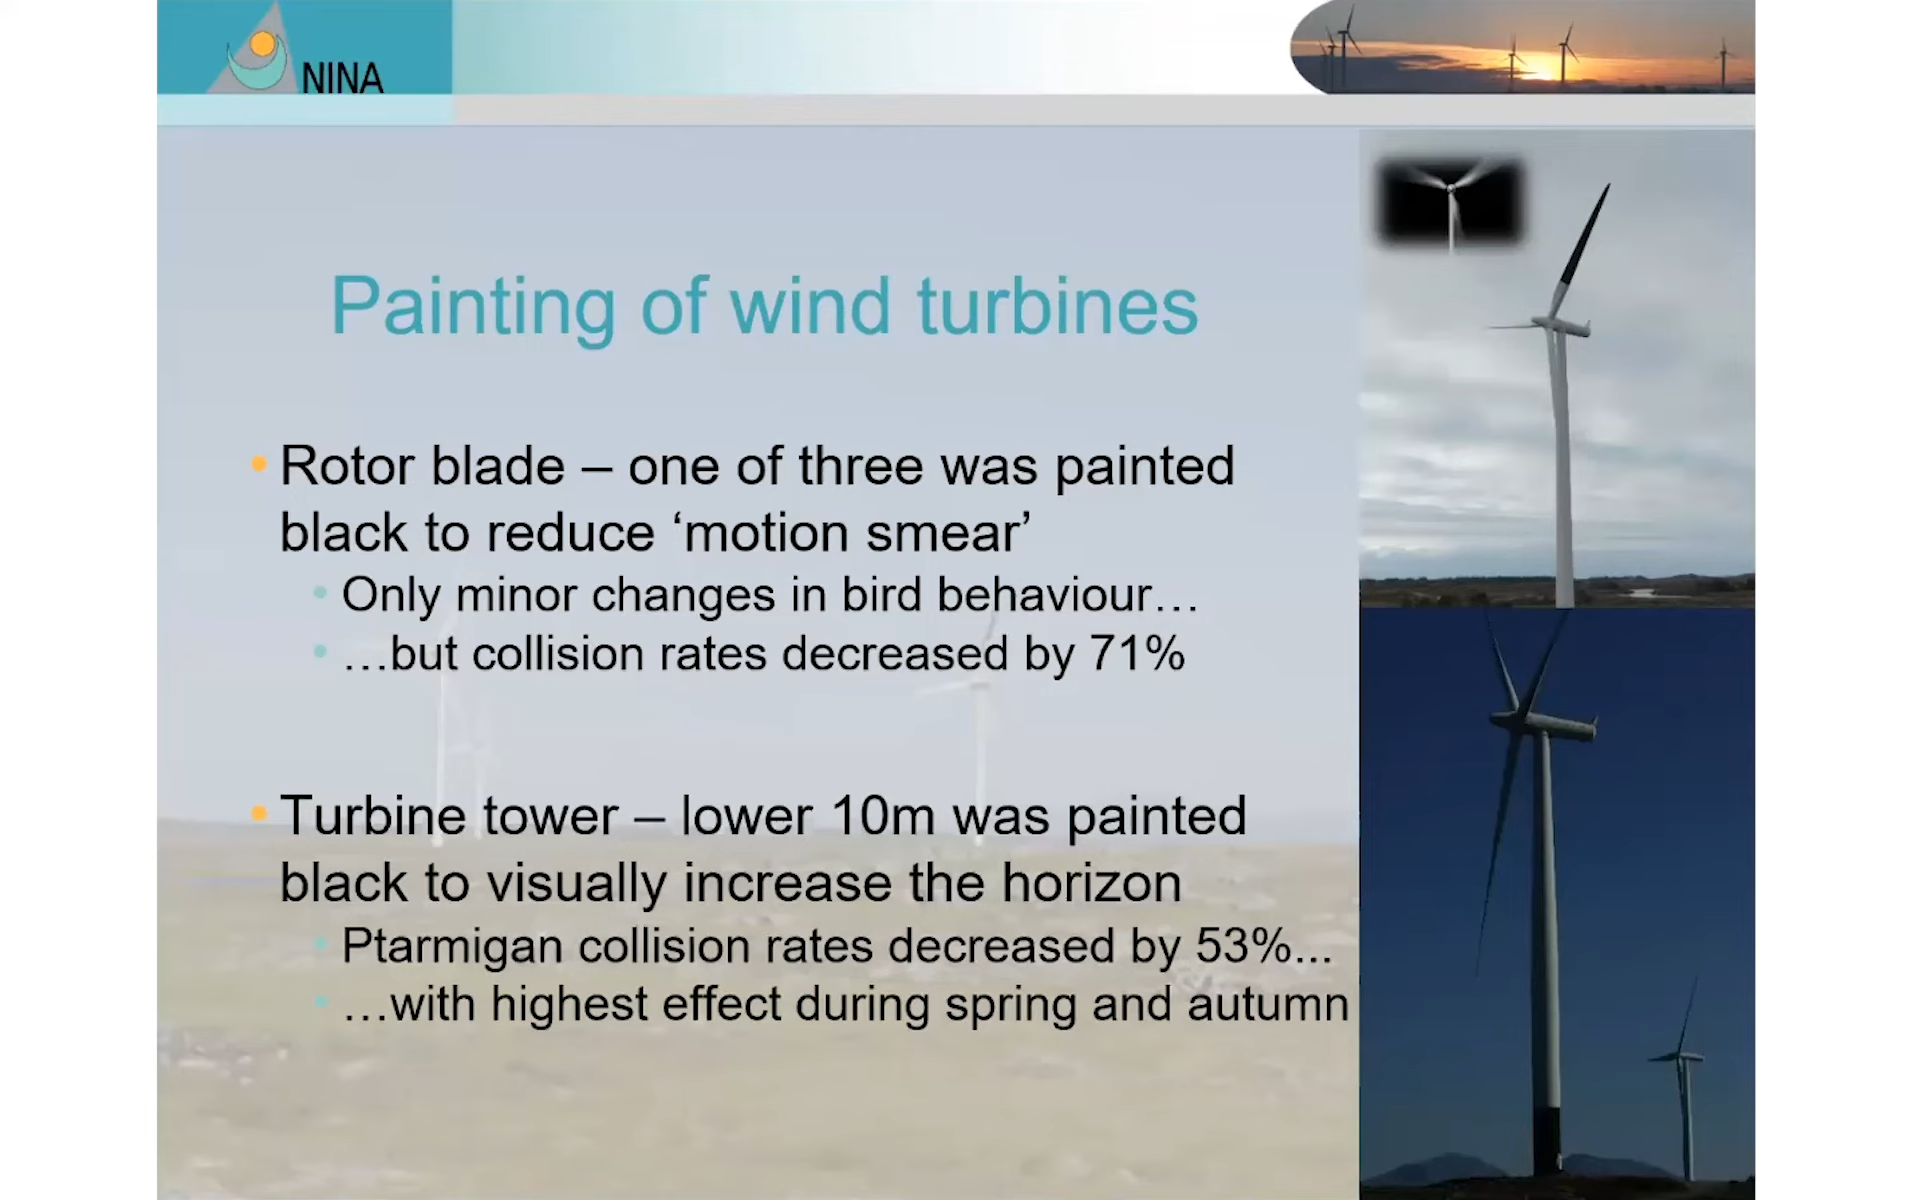 NINA
Painting of wind turbines
• Rotor blade – one of three was painted
black to reduce ‘motion smear’
• Only minor changes in bird behaviour…
• …but collision rates decreased by 71%
• Turbine tower – lower 10m was painted
black to visually increase the horizon
• Ptarmigan collision rates decreased by 53%...
• …with highest effect during spring and autumn